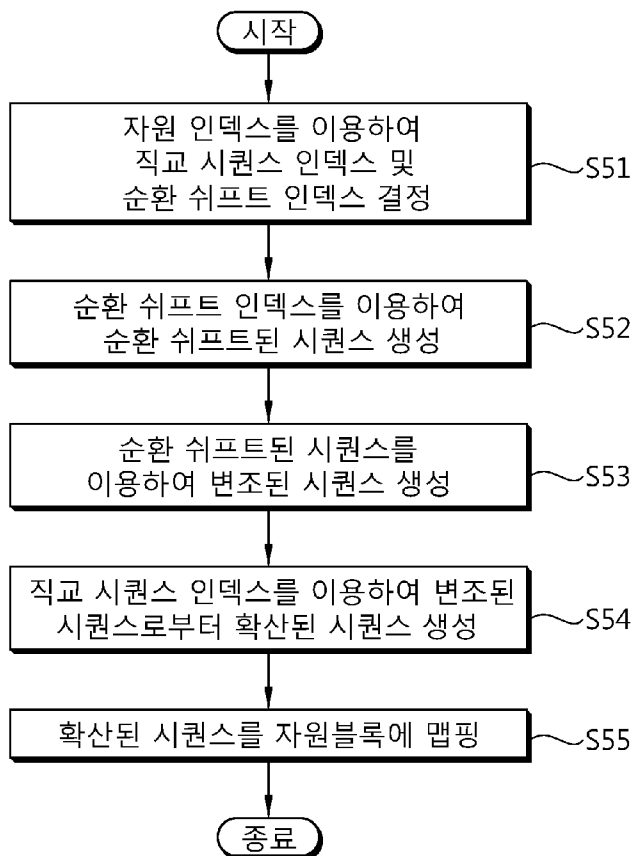 시작
자원 인덱스를 이용하여
직교 시퀀스 인덱스 및
순환 쉬프트 인덱스 결정
S51
순환 쉬프트 인덱스를 이용하여
순환 쉬프트된 시퀀스 생성
S52
순환 쉬프트된 시퀀스를
이용하여 변조된 시퀀스 생성
S53
직교 시퀀스 인덱스를 이용하여 변조된
시퀀스로부터 확산된 시퀀스 생성
S54
확산된 시퀀스를 자원블록에 맵핑
S55
종료